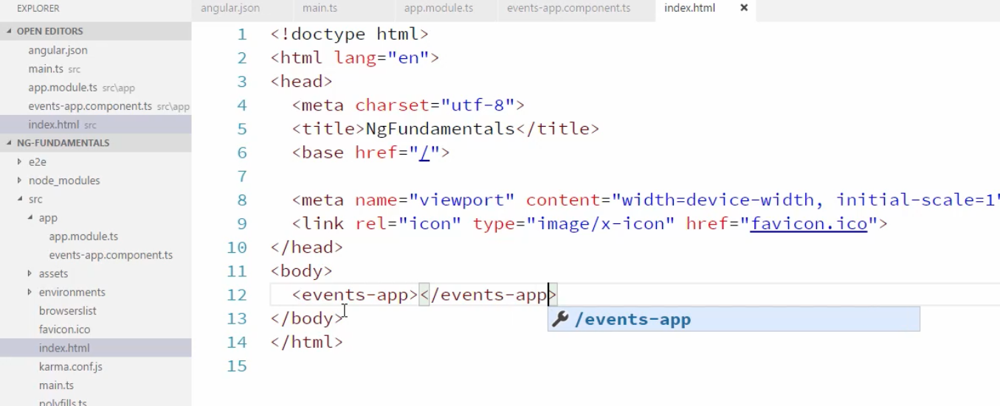 EXPLORER
OPEN EDITORS
angular.json
main.ts src
app.module.ts src\app
events-app.component.ts src\app
index.html src
NG-FUNDAMENTALS
e2e
node_modules
src
app
app.module.ts
events-app.component.ts
assets
environments
browserslist
favicon.ico
index.html
karma.conf.js
main.ts
polyfills.ts
angular.json main.ts app.module.ts events-app.component.ts index.html ×
1 <!doctype html>
2 <html lang="en">
3 <head>
4 <meta charset="utf-8">
5 <title>NgFundamentals</title>
6 <base href="/">
7
8 <meta name="viewport" content="width=device-width, initial-scale=1"
9 <link rel="icon" type="image/x-icon" href="favicon.ico">
10 </head>
11 <body>
12 <events-app></events-app>
/events-app
13 </body>
14 </html>
15